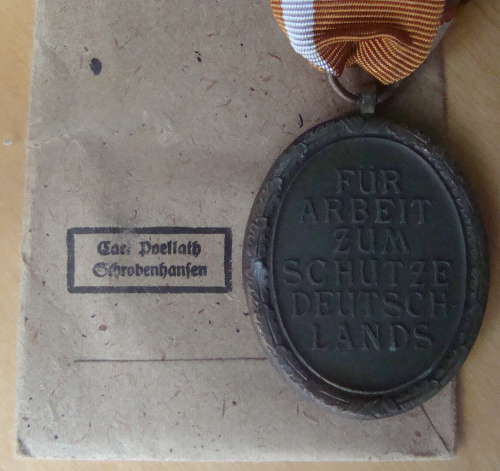 Carl Poellath
Schrobenhausen
FÜR
ARBEIT
ZUM
SCHUTZE
DEUTSCH-
LANDS